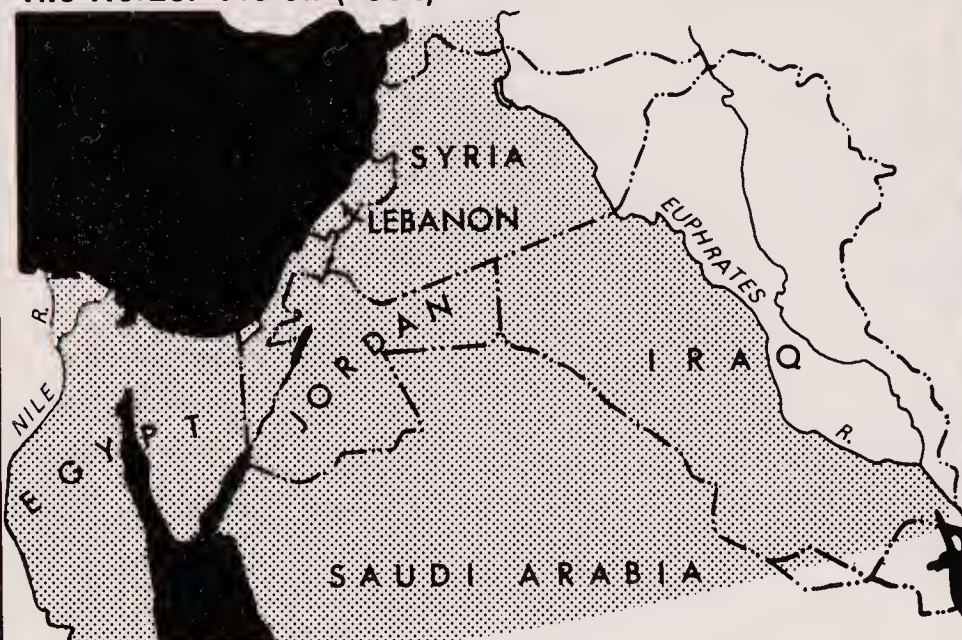 SYRIA
LEBANON
EUPHRATES
R.
JORDAN
IRAQ
R.
NILE
EGYPT
SAUDI ARABIA